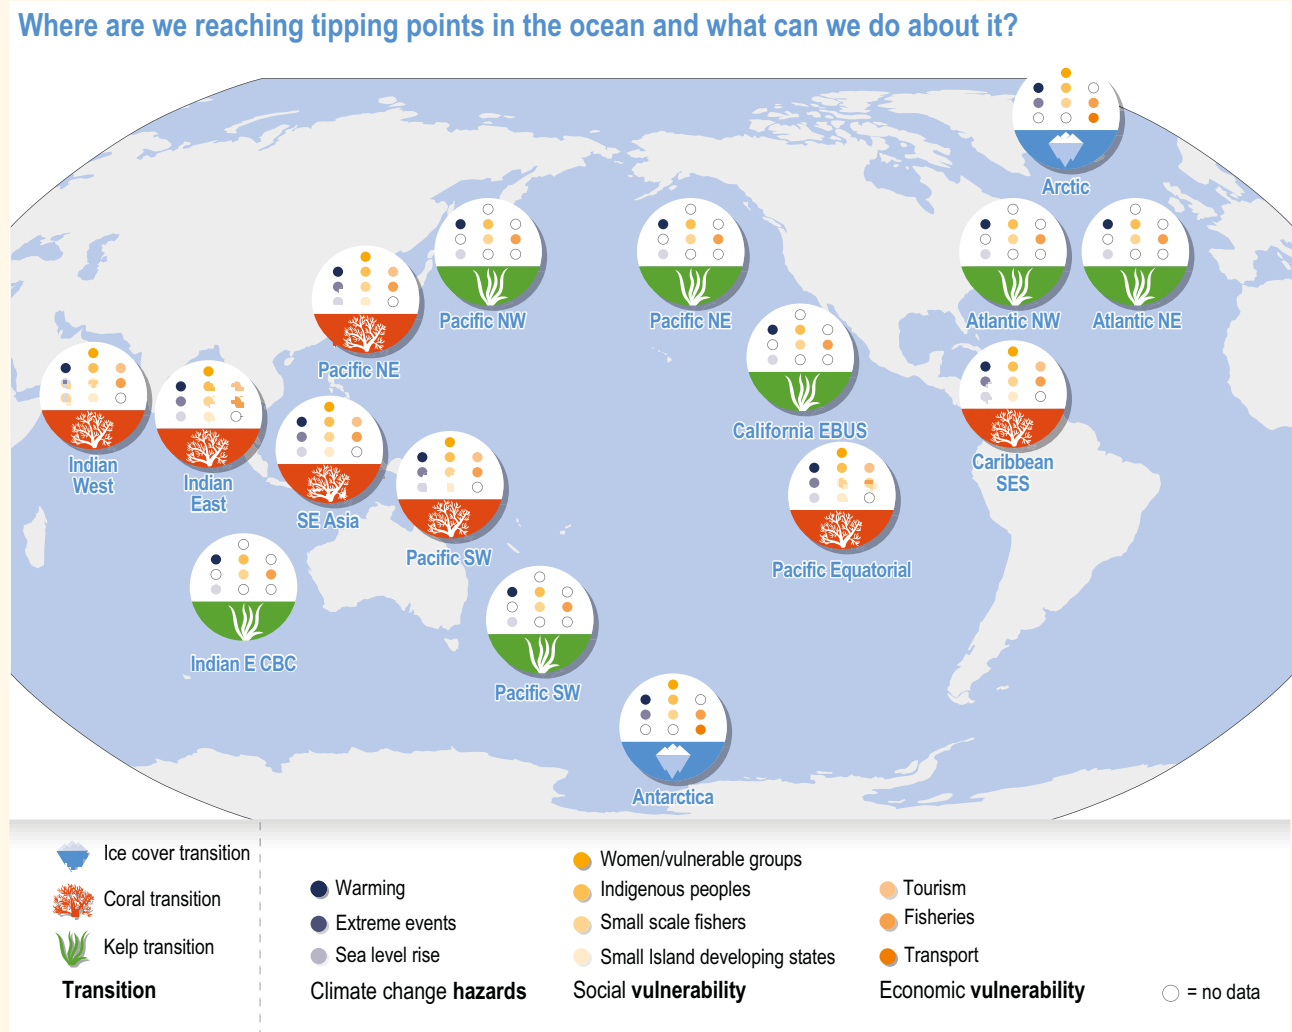 Where are we reaching tipping points in the ocean and what can we do about it?
Arctic
Pacific NW
Pacific NE
Atlantic NW
Atlantic NE
Pacific NE
California EBUS
Indian
West
Indian
East
SE Asia
Caribbean
SES
Pacific SW
Pacific Equatorial
Indian E CBC
Pacific SW
Antarctica
Ice cover transition
Coral transition
Kelp transition
Transition
Warming
Extreme events
Sea level rise
Climate change hazards
Women/vulnerable groups
Indigenous peoples
Small scale fishers
Small Island developing states
Social vulnerability
Tourism
Fisheries
Transport
Economic vulnerability
= no data